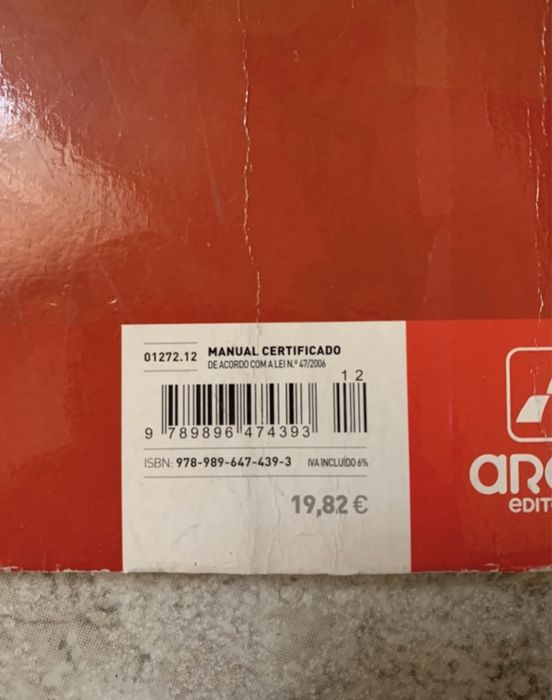 01272.12 MANUAL CERTIFICADO
DE ACORDO COM A LEI N.º 47/2006
1 2
9 789896 474393
ISBN: 978-989-647-439-3 IVA INCLUÍDO 6%
19,82 €